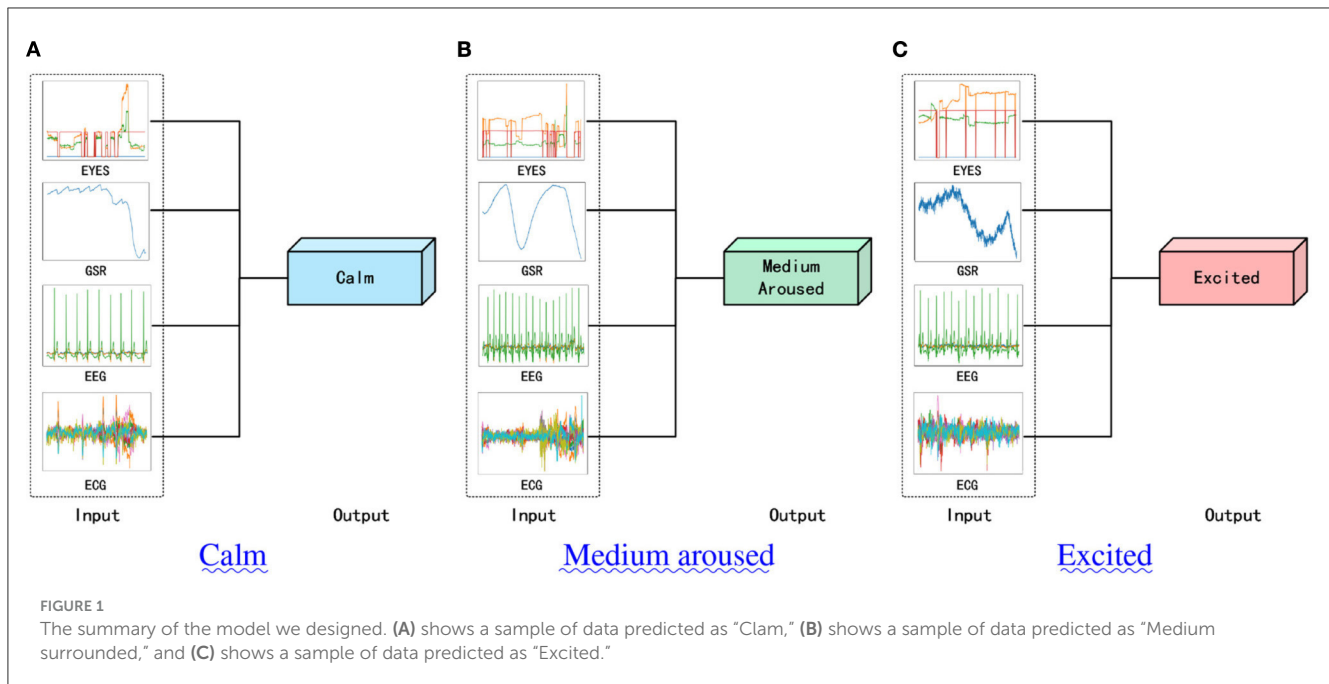 A
B
C
EYES
GSR
EEG
ECG
Calm
Input
Output
Calm
EYES
GSR
EEG
ECG
Medium
Aroused
Input
Output
Medium aroused
EYES
GSR
EEG
ECG
Excited
Input
Output
Excited
FIGURE 1
The summary of the model we designed. (A) shows a sample of data predicted as “Clam,” (B) shows a sample of data predicted as “Medium
surrounded,” and (C) shows a sample of data predicted as “Excited.”